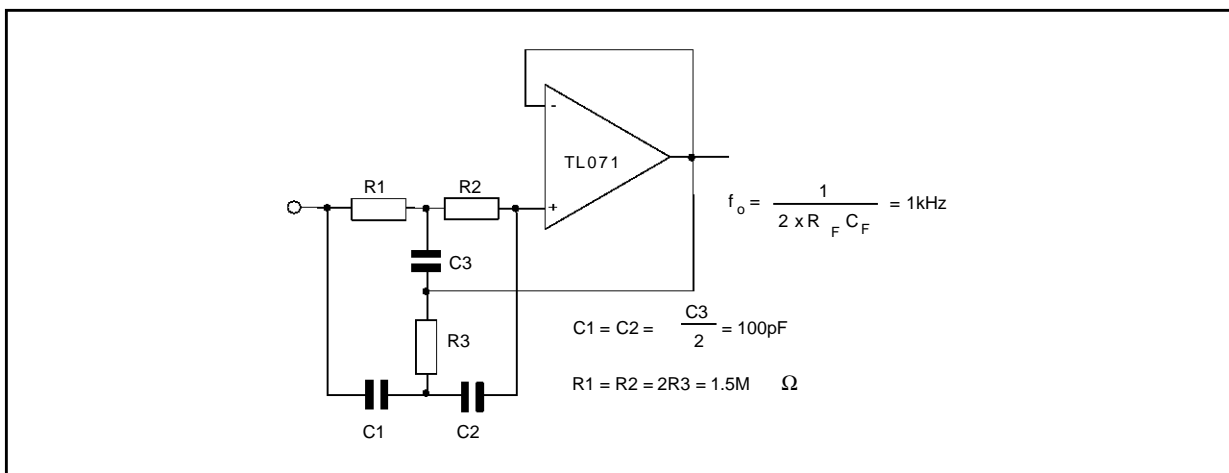 -
TL071
R1
R2
+
f o = 1 / 2 x R F C F = 1kHz
C3
C1 = C2 = C3 / 2 = 100pF
R3
R1 = R2 = 2R3 = 1.5M Ω
C1
C2